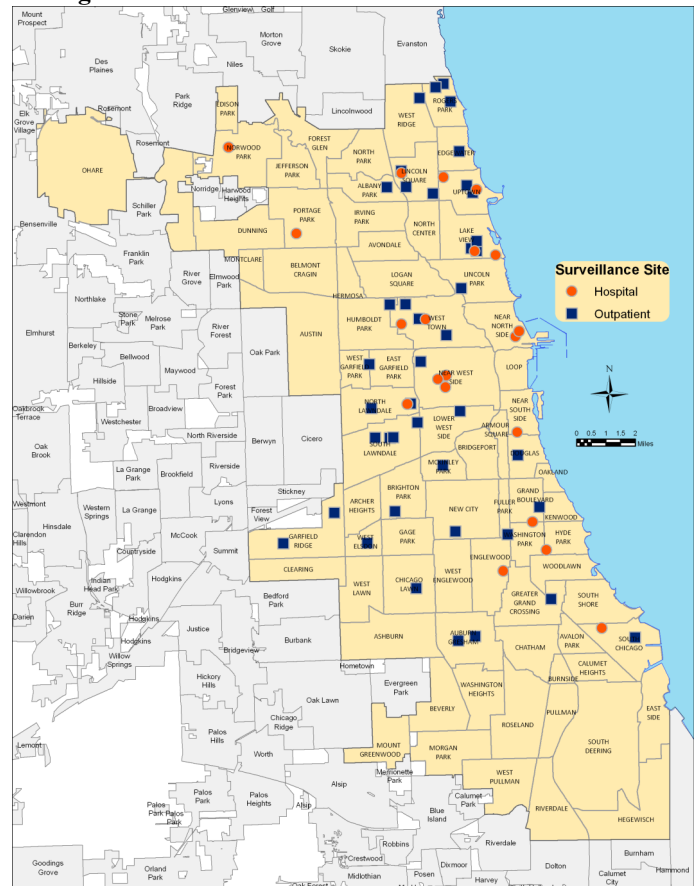 Glenview
Golf
Mount
Prospect
Morton
Grove
Skokie
Evanston
Des
Plaines
Niles
Park
Ridge
Rosemont
Elk
Grove
Village
EDISON
PARK
Lincolnwood
WEST
RIDGE
ROGERS
PARK
Rosemont
NORWOOD
PARK
FOREST
GLEN
NORTH
PARK
EDGEWATER
OHARE
JEFFERSON
PARK
LINCOLN
SQUARE
ALBANY
PARK
UPTOWN
Norridge
Harwood
Heights
Schiller
Park
Bensenville
PORTAGE
PARK
IRVING
PARK
NORTH
CENTER
LAKE
VIEW
DUNNING
AVONDALE
Franklin
Park
MONTCLARE
BELMONT
CRAGIN
LOGAN
SQUARE
LINCOLN
PARK
Surveillance Site
Hospital
Outpatient
River
Grove
Elmwood
Park
HERMOSA
Northlake
Stone
Park
Melrose
Park
River
Forest
AUSTIN
HUMBOLDT
PARK
WEST
TOWN
NEAR
NORTH
SIDE
Elmhurst
Berkeley
Bellwood
Oak Park
WEST
GARFIELD
PARK
EAST
GARFIELD
PARK
NEAR WEST
SIDE
LOOP
N
Hillside
Maywood
Forest
Park
Oakbrook
Terrace
Westchester
Broadview
NORTH
LAWNDALE
LOWER
WEST
SIDE
NEAR
SOUTH
SIDE
Oak
Brook
North Riverside
Berwyn
Cicero
SOUTH
LAWNDALE
ARMOUR
SQUARE
BRIDGEPORT
DOUGLAS
0 0.5 1 1.5 2
Miles
La Grange
Park
Brookfield
Riverside
Stickney
MCKINLEY
PARK
OAKLAND
Westmont
Western
Springs
La Grange
Lyons
Forest
View
BRIGHTON
PARK
ARCHER
HEIGHTS
NEW CITY
FULLER
PARK
GRAND
BOULEVARD
KENWOOD
Hinsdale
Clarendon
Hills
McCook
Summit
GARFIELD
RIDGE
WEST
ELSDON
GAGE
PARK
WASHINGTON
PARK
HYDE
PARK
Countryside
Hodgkins
CLEARING
ENGLEWOOD
WEST
ENGLEWOOD
WOODLAWN
Willowbrook
Indian
Head Park
Burr
Ridge
Hodgkins
Bedford
Park
WEST
LAWN
CHICAGO
LAWN
GREATER
GRAND
CROSSING
SOUTH
SHORE
Darien
Hodgkins
Justice
Burbank
ASHBURN
AUBURN
GRESHAM
CHATHAM
AVALON
PARK
SOUTH
CHICAGO
Willow
Springs
Bridgeview
Hometown
CALUMET
HEIGHTS
BURNSIDE
Hickory
Hills
Oak Lawn
Evergreen
Park
WASHINGTON
HEIGHTS
BEVERLY
PULLMAN
EAST
SIDE
Lemont
Palos
Hills
Chicago
Ridge
ROSELAND
SOUTH
DEERING
Worth
MOUNT
GREENWOOD
MORGAN
PARK
Merrionette
Park
WEST
PULLMAN
Palos
Park
Palos
Park
Palos
Park
Palos
Heights
Alsip
Alsip
Calumet
Park
Blue
Island
RIVERDALE
HEGEWISCH
Robbins
Riverdale
Crestwood
Goodings
Grove
Orland
Park
Midlothian
Posen
Dixmoor
Harvey
Dolton
Burnham
Calumet
City
Hammond